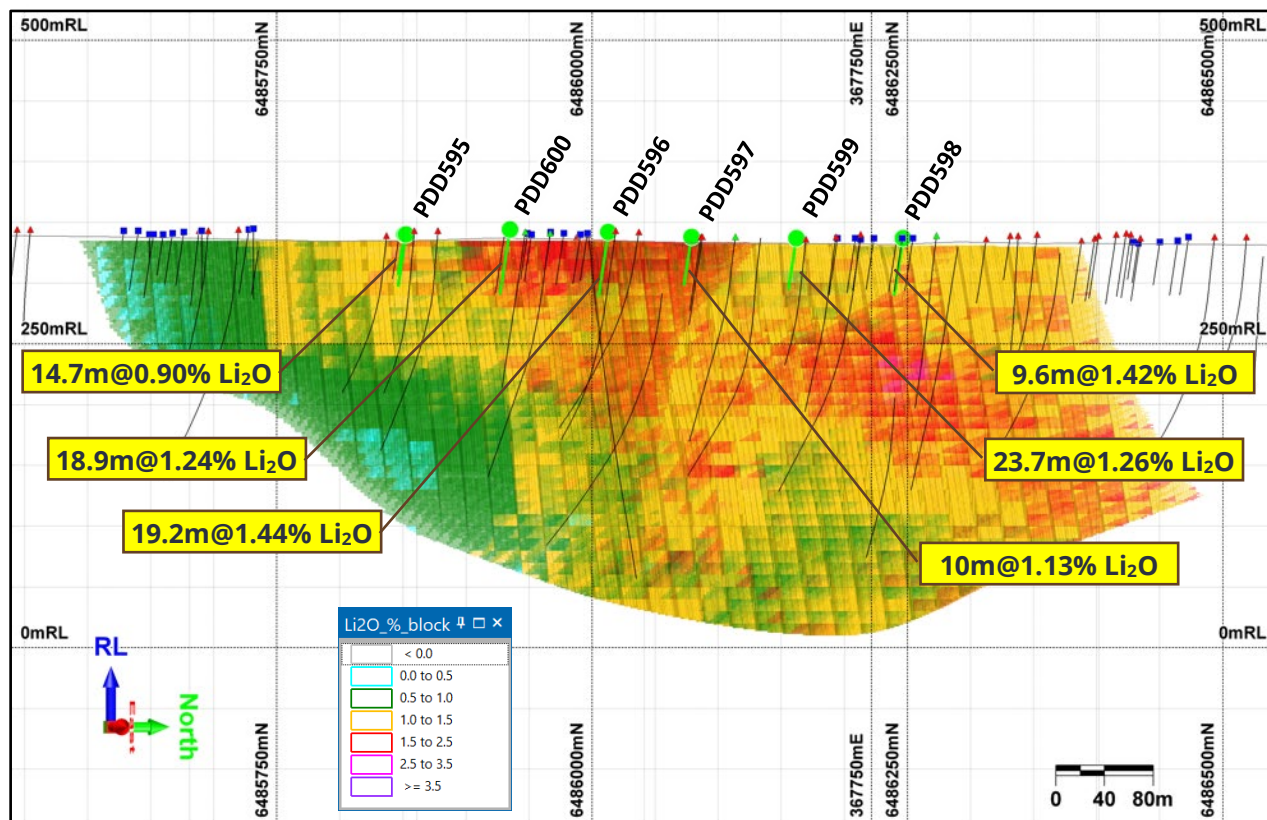 500mRL
500mRL
6485750mN
6486000mN
367750mE
6486250mN
6486500m
PDD595
PDD600
PDD596
PDD597
PDD599
PDD598
250mRL
250mRL
14.7m@0.90% Li₂O
9.6m@1.42% Li₂O
18.9m@1.24% Li₂O
23.7m@1.26% Li₂O
19.2m@1.44% Li₂O
10m@1.13% Li₂O
0mRL
0mRL
RL
North
Li2O_%_block
< 0.0
0.0 to 0.5
0.5 to 1.0
1.0 to 1.5
1.5 to 2.5
2.5 to 3.5
>= 3.5
6485750mN
6486000mN
367750mE
6486250mN
6486500mN
0 40 80m